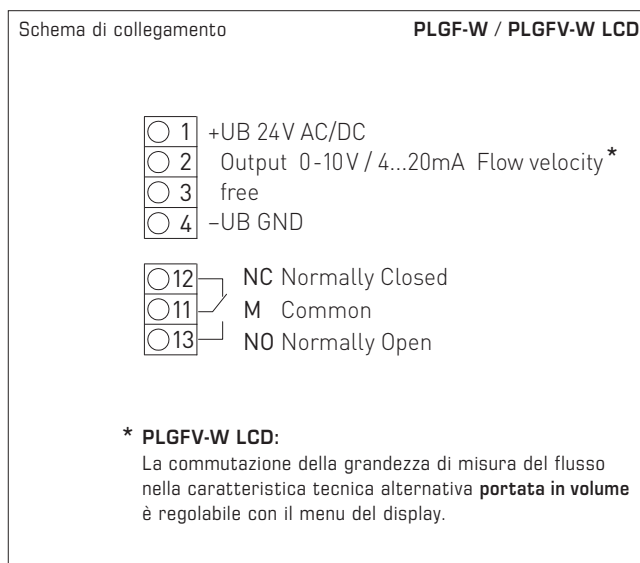 Schema di collegamento PLGF-W / PLGFV-W LCD
1 +UB 24V AC/DC
2 Output 0-10V / 4...20mA Flow velocity*
3 free
4 –UB GND
12 NC Normally Closed
11 M Common
13 NO Normally Open
* PLGFV-W LCD:
La commutazione della grandezza di misura del flusso
nella caratteristica tecnica alternativa portata in volume
è regolabile con il menu del display.